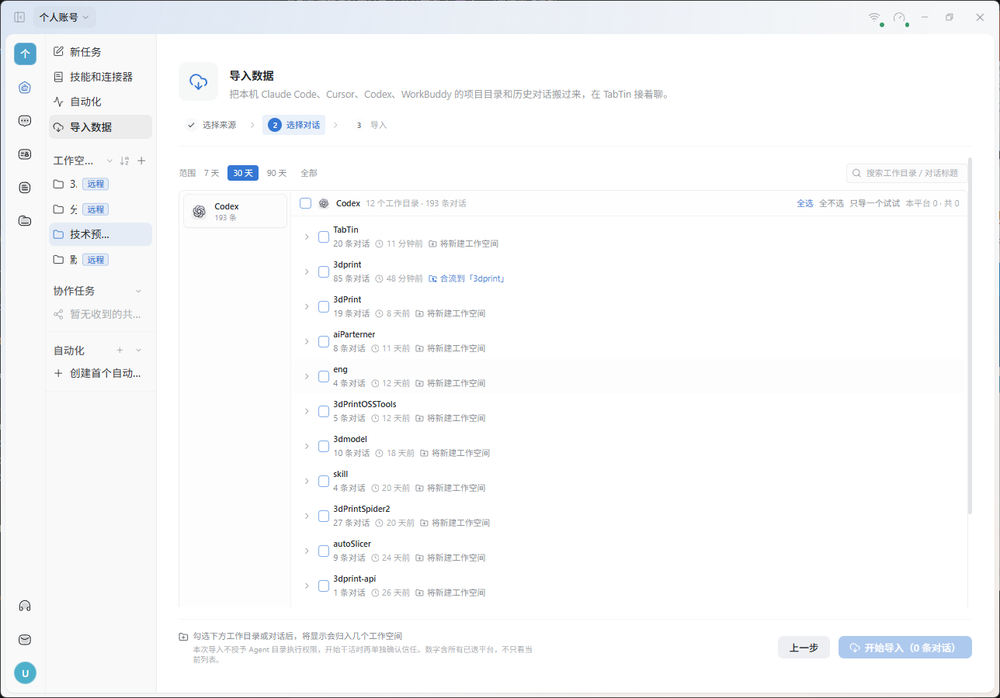 个人账号
新任务
技能和连接器
自动化
导入数据
工作空...
3. 远程
远程
技术预...
远程
协作任务
暂无收到的共...
自动化
创建首个自动...
U
导入数据
把本机 Claude Code、Cursor、Codex、WorkBuddy 的项目目录和历史对话搬过来，在 TabTin 接着聊。
选择来源 2 选择对话 3 导入
范围 7 天 30 天 90 天 全部
搜索工作目录 / 对话标题
Codex
193 条
Codex 12 个工作目录 · 193 条对话 全选 全不选 只导一个试试 本平台 0 · 共 0
TabTin
20 条对话 11 分钟前 将新建工作空间
3dprint
85 条对话 48 分钟前 合流到「3dprint」
3dPrint
19 条对话 8 天前 将新建工作空间
aiParterner
8 条对话 11 天前 将新建工作空间
eng
4 条对话 12 天前 将新建工作空间
3dPrintOSSTools
5 条对话 12 天前 将新建工作空间
3dmodel
10 条对话 18 天前 将新建工作空间
skill
4 条对话 20 天前 将新建工作空间
3dPrintSpider2
27 条对话 20 天前 将新建工作空间
autoSlicer
9 条对话 24 天前 将新建工作空间
3dprint-api
1 条对话 26 天前 将新建工作空间
勾选下方工作目录或对话后，将显示会归入几个工作空间
本次导入不授予 Agent 目录执行权限，开始干活时再单独确认信任。数字含所有已选平台，不只看当
前列表。
上一步
开始导入（0 条对话）